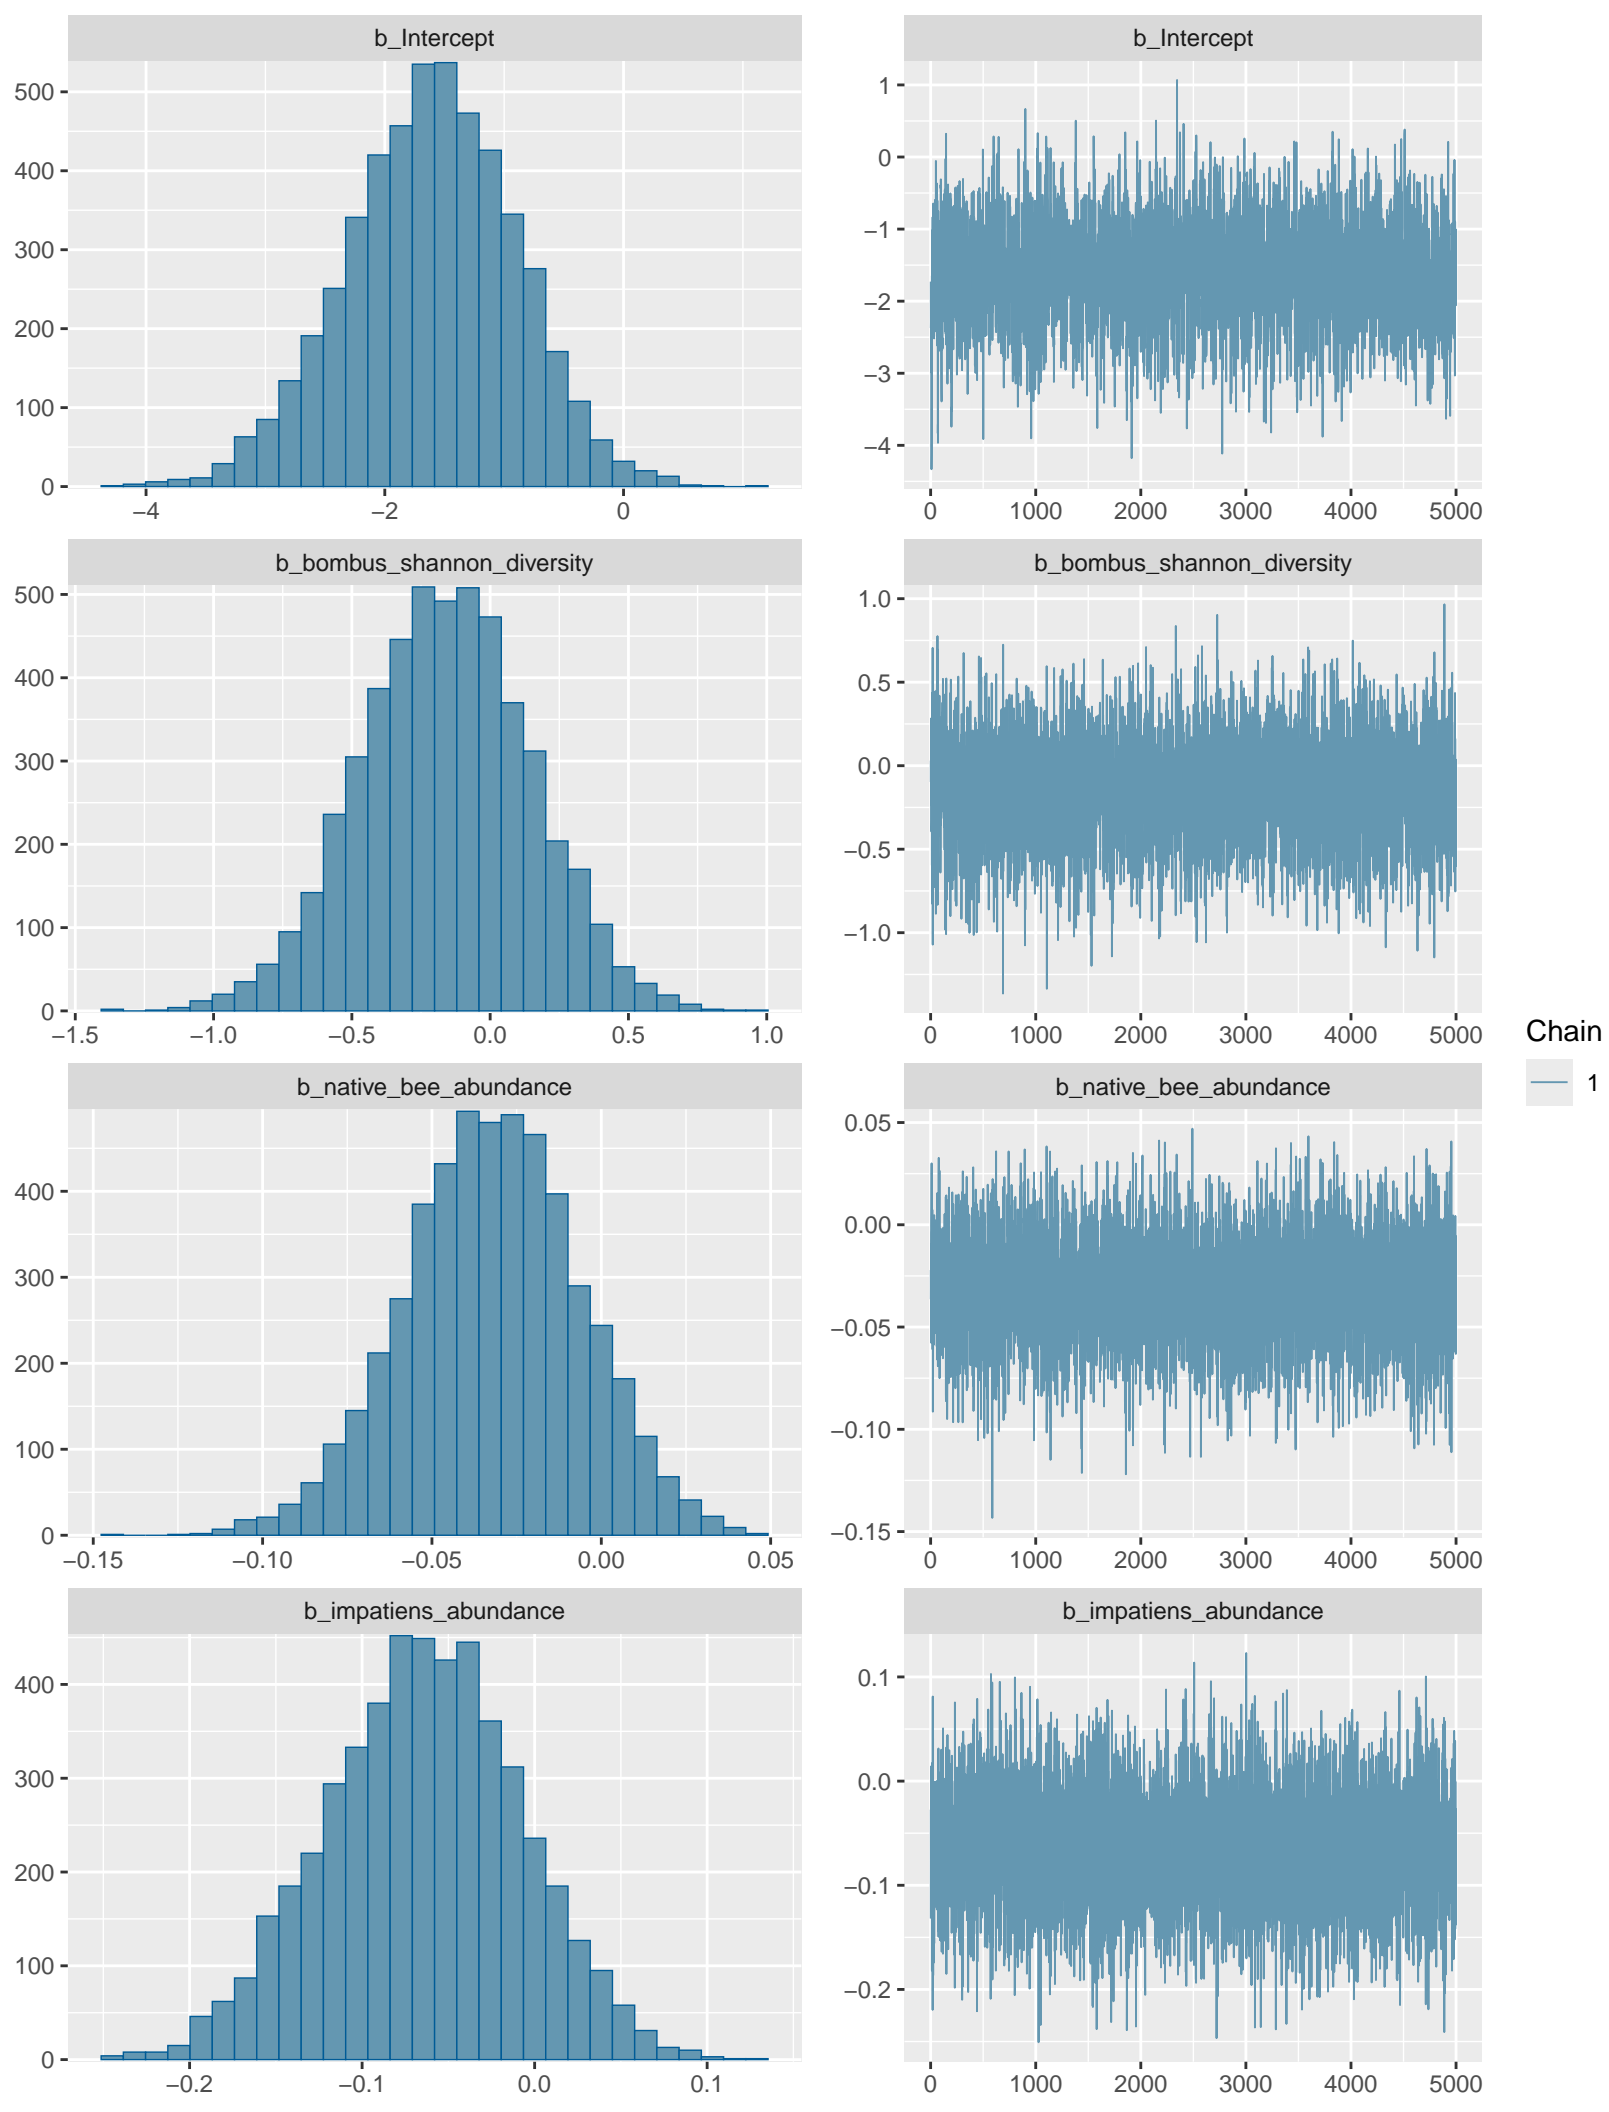 b_Intercept
b_Intercept
500
400
300
200
100
0
−4 −2 0
1
0
−1
−2
−3
−4
0 1000 2000 3000 4000 5000
b_bombus_shannon_diversity
b_bombus_shannon_diversity
500
400
300
200
100
0
−1.5 −1.0 −0.5 0.0 0.5 1.0
1.0
0.5
0.0
−0.5
−1.0
0 1000 2000 3000 4000 5000
b_native_bee_abundance
b_native_bee_abundance
400
300
200
100
0
−0.15 −0.10 −0.05 0.00 0.05
0.05
0.00
−0.05
−0.10
−0.15
0 1000 2000 3000 4000 5000
b_impatiens_abundance
b_impatiens_abundance
400
300
200
100
0
−0.2 −0.1 0.0 0.1
0.1
0.0
−0.1
−0.2
0 1000 2000 3000 4000 5000
Chain
1